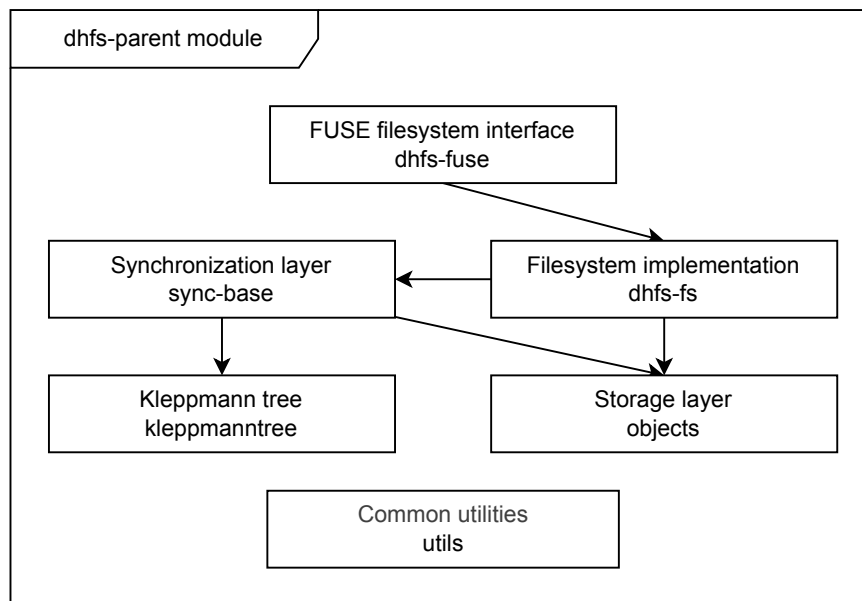 dhfs-parent module
FUSE filesystem interface
dhfs-fuse
Synchronization layer
sync-base
Filesystem implementation
dhfs-fs
Kleppmann tree
kleppmanntree
Storage layer
objects
Common utilities
utils